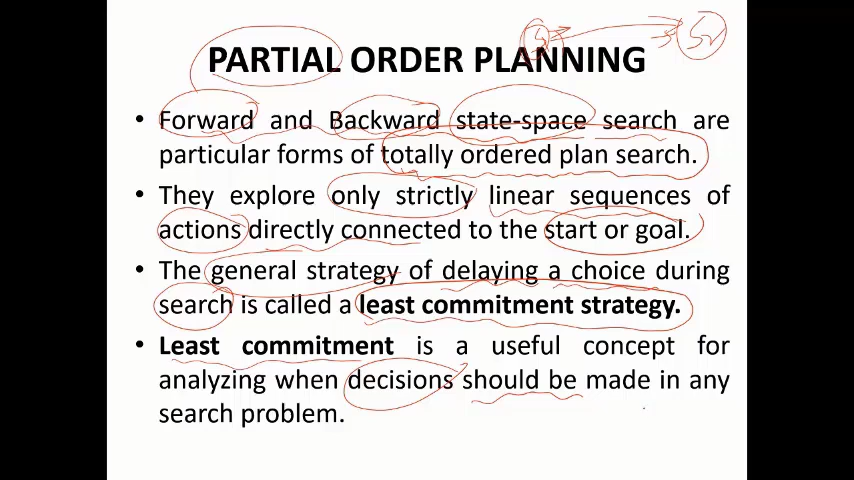 PARTIAL ORDER PLANNING
• Forward and Backward state-space search are
particular forms of totally ordered plan search.
• They explore only strictly linear sequences of
actions directly connected to the start or goal.
• The general strategy of delaying a choice during
search is called a least commitment strategy.
• Least commitment is a useful concept for
analyzing when decisions should be made in any
search problem.